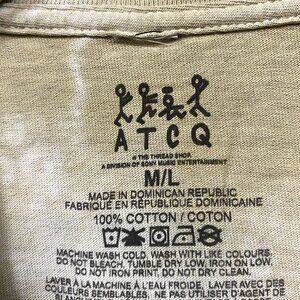 ATCQ
© THE THREAD SHOP.
A DIVISION OF SONY MUSIC ENTERTAINMENT
M/L
MADE IN DOMINICAN REPUBLIC
FABRIQUÉ EN RÉPUBLIQUE DOMINICAINE
100% COTTON / COTON
MACHINE WASH COLD. WASH WITH LIKE COLOURS.
DO NOT BLEACH. TUMBLE DRY LOW. IRON ON LOW.
DO NOT IRON PRINT. DO NOT DRY CLEAN.
LAVER À LA MACHINE À L'EAU FROIDE. LAVER AVEC DES
COULEURS SEMBLABLES. NE PAS UTILISER D'EAU DE